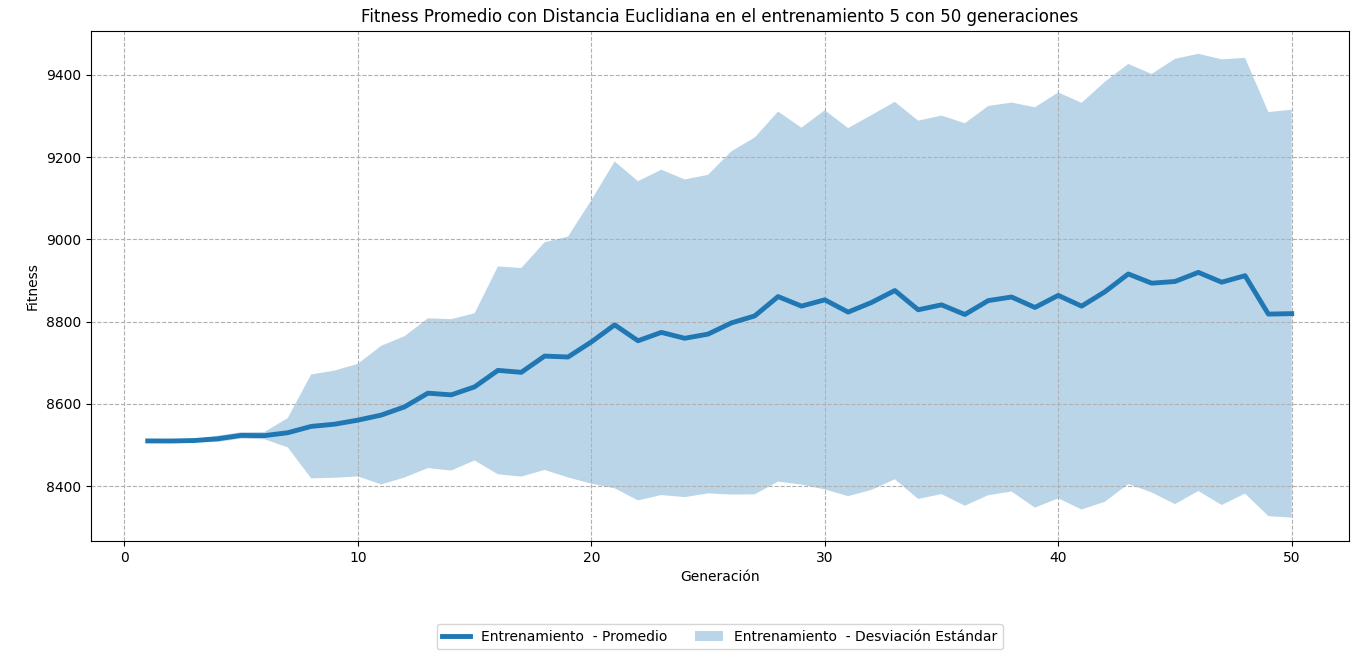 Fitness Promedio con Distancia Euclidiana en el entrenamiento 5 con 50 generaciones
9400
9200
9000
8800
8600
8400
Fitness
0 10 20 30 40 50
Generación
Entrenamiento  - Promedio Entrenamiento  - Desviación Estándar